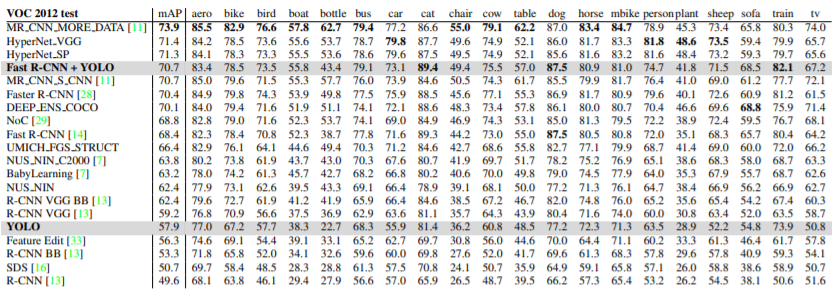 VOC 2012 test mAP aero bike bird boat bottle bus car cat chair cow table dog horse mbike person plant sheep sofa train tv
MR_CNN_MORE_DATA [11] 73.9 85.5 82.9 76.6 57.8 62.7 79.4 77.2 86.6 55.0 79.1 62.2 87.0 83.4 84.7 78.9 45.3 73.4 65.8 80.3 74.0
HyperNet_VGG 71.4 84.2 78.5 73.6 55.6 53.7 78.7 79.8 87.7 49.6 74.9 52.1 86.0 81.7 83.3 81.8 48.6 73.5 59.4 79.9 65.7
HyperNet_SP 71.3 84.1 78.3 73.3 55.5 53.6 78.6 79.6 87.5 49.5 74.9 52.1 85.6 81.6 83.2 81.6 48.4 73.2 59.3 79.7 65.6
Fast R-CNN + YOLO 70.7 83.4 78.5 73.5 55.8 43.4 79.1 73.1 89.4 49.4 75.5 57.0 87.5 80.9 81.0 74.7 41.8 71.5 68.5 82.1 67.2
MR_CNN_S_CNN [11] 70.7 85.0 79.6 71.5 55.3 57.7 76.0 73.9 84.6 50.5 74.3 61.7 85.5 79.9 81.7 76.4 41.0 69.0 61.2 77.7 72.1
Faster R-CNN [28] 70.4 84.9 79.8 74.3 53.9 49.8 77.5 75.9 88.5 45.6 77.1 55.3 86.9 81.7 80.9 79.6 40.1 72.6 60.9 81.2 61.5
DEEP_ENS_COCO 70.1 84.0 79.4 71.6 51.9 51.1 74.1 72.1 88.6 48.3 73.4 57.8 86.1 80.0 80.7 70.4 46.6 69.6 68.8 75.9 71.4
NoC [29] 68.8 82.8 79.0 71.6 52.3 53.7 74.1 69.0 84.9 46.9 74.3 53.1 85.0 81.3 79.5 72.2 38.9 72.4 59.5 76.7 68.1
Fast R-CNN [14] 68.4 82.3 78.4 70.8 52.3 38.7 77.8 71.6 89.3 44.2 73.0 55.0 87.5 80.5 80.8 72.0 35.1 68.3 65.7 80.4 64.2
UMICH_FGS_STRUCT 66.4 82.9 76.1 64.1 44.6 49.4 70.3 71.2 84.6 42.7 68.6 55.8 82.7 77.1 79.9 68.7 41.4 69.0 60.0 72.0 66.2
NUS_NIN_C2000 [7] 63.8 80.2 73.8 61.9 43.7 43.0 70.3 67.6 80.7 41.9 69.7 51.7 78.2 75.2 76.9 65.1 38.6 68.3 58.0 68.7 63.3
BabyLearning [7] 63.2 78.0 74.2 61.3 45.7 42.7 68.2 66.8 80.2 40.6 70.0 49.8 79.0 74.5 77.9 64.0 35.3 67.9 55.7 68.7 62.6
NUS_NIN 62.4 77.9 73.1 62.6 39.5 43.3 69.1 66.4 78.9 39.1 68.1 50.0 77.2 71.3 76.1 64.7 38.4 66.9 56.2 66.9 62.7
R-CNN VGG BB [13] 62.4 79.6 72.7 61.9 41.2 41.9 65.9 66.4 84.6 38.5 67.2 46.7 82.0 74.8 76.0 65.2 35.6 65.4 54.2 67.4 60.3
R-CNN VGG [13] 59.2 76.8 70.9 56.6 37.5 36.9 62.9 63.6 81.1 35.7 64.3 43.9 80.4 71.6 74.0 60.0 30.8 63.4 52.0 63.5 58.7
YOLO 57.9 77.0 67.2 57.7 38.3 22.7 68.3 55.9 81.4 36.2 60.8 48.5 77.2 72.3 71.3 63.5 28.9 52.2 54.8 73.9 50.8
Feature Edit [33] 56.3 74.6 69.1 54.4 39.1 33.1 65.2 62.7 69.7 30.8 56.0 44.6 70.0 64.4 71.1 60.2 33.3 61.3 46.4 61.7 57.8
R-CNN BB [13] 53.3 71.8 65.8 52.0 34.1 32.6 59.6 60.0 69.8 27.6 52.0 41.7 69.6 61.3 68.3 57.8 29.6 57.8 40.9 59.3 54.1
SDS [16] 50.7 69.7 58.4 48.5 28.3 28.8 61.3 57.5 70.8 24.1 50.7 35.9 64.9 59.1 65.8 57.1 26.0 58.8 38.6 58.9 50.7
R-CNN [13] 49.6 68.1 63.8 46.1 29.4 27.9 56.6 57.0 65.9 26.5 48.7 39.5 66.2 57.3 65.4 53.2 26.2 54.5 38.1 50.6 51.6